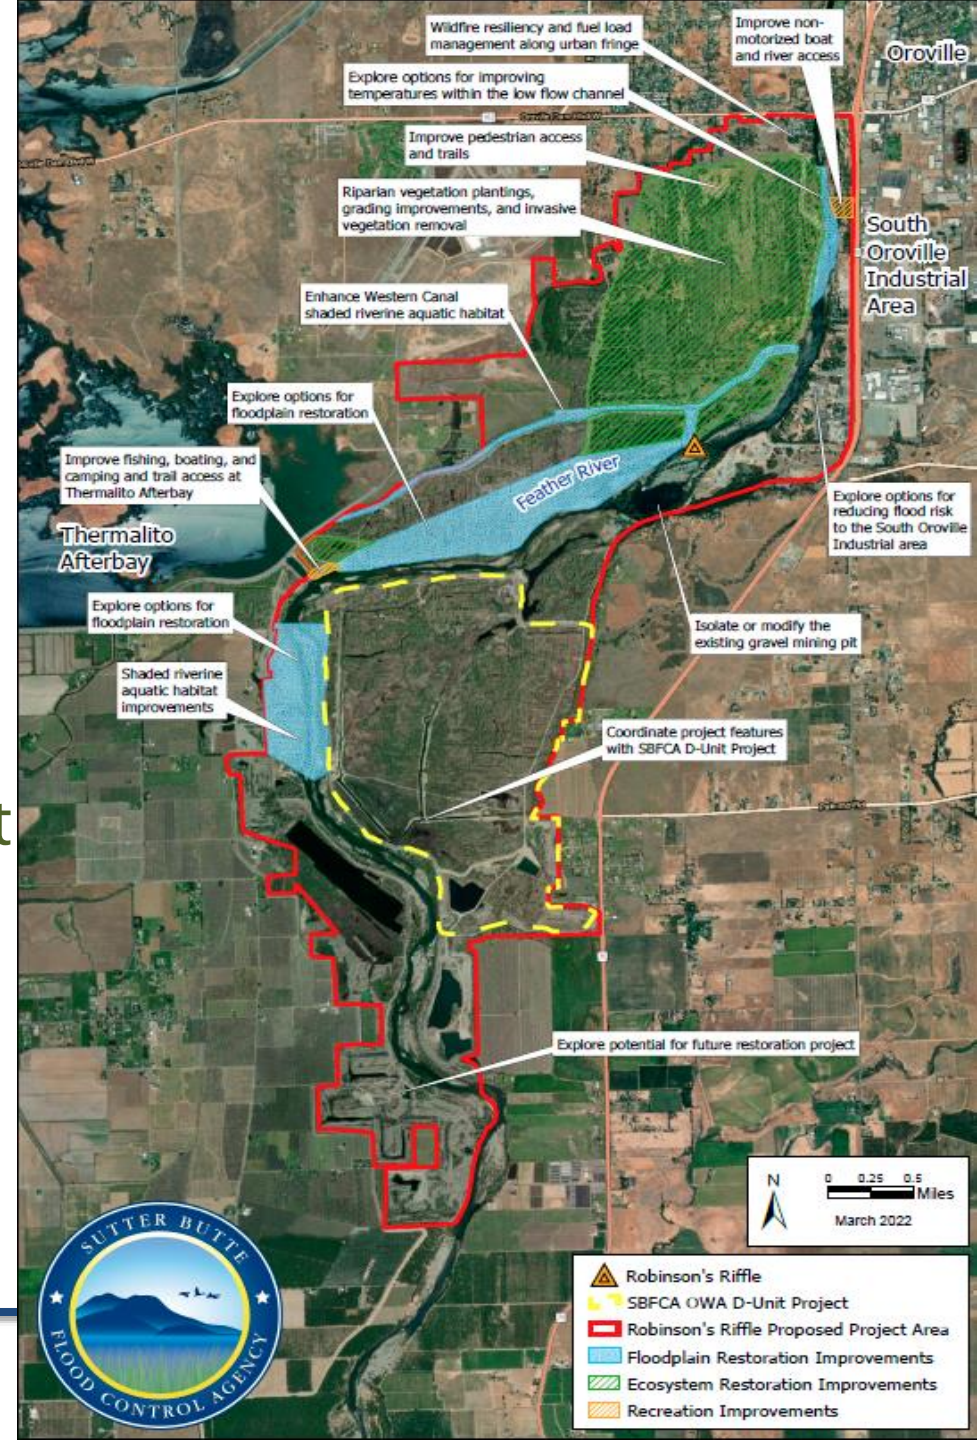 Wildfire resiliency and fuel load
management along urban fringe
Improve non-
motorized boat
and river access
Oroville
Explore options for improving
temperatures within the low flow channel
Improve pedestrian access
and trails
Riparian vegetation plantings,
grading improvements, and invasive
vegetation removal
South
Oroville
Industrial
Area
Enhance Western Canal
shaded riverine aquatic habitat
Explore options for
floodplain restoration
Improve fishing, boating, and
camping and trail access at
Thermalito Afterbay
Feather River
Explore options for
reducing flood risk
to the South Oroville
Industrial area
Thermalito
Afterbay
Explore options for
floodplain restoration
Isolate or modify the
existing gravel mining pit
Shaded riverine
aquatic habitat
improvements
Coordinate project features
with SBFCA D-Unit Project
t
Explore potential for future restoration project
N
0 0.25 0.5
Miles
March 2022
SUTTER BUTTE
FLOOD CONTROL AGENCY
Robinson's Riffle
SBFCA OWA D-Unit Project
Robinson's Riffle Proposed Project Area
Floodplain Restoration Improvements
Ecosystem Restoration Improvements
Recreation Improvements